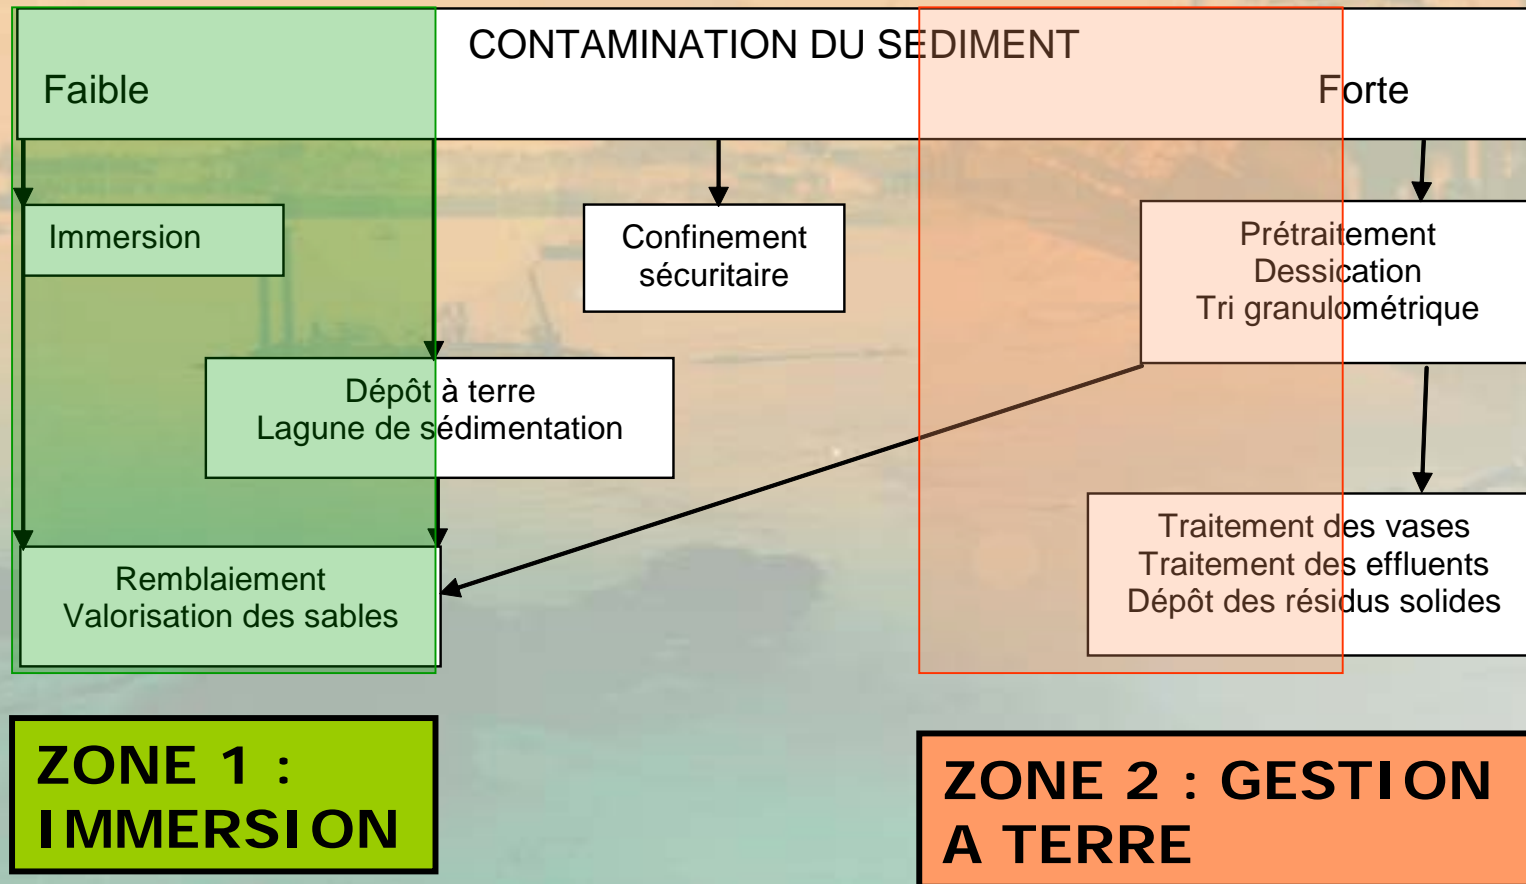 CONTAMINATION DU SEDIMENT
Faible
Forte
Immersion
Confinement
sécuritaire
Prétraitement
Dessication
Tri granulométrique
Dépôt à terre
Lagune de sédimentation
Remblaiement
Valorisation des sables
Traitement des vases
Traitement des effluents
Dépôt des résidus solides
ZONE 1 :
IMMERSION
ZONE 2 : GESTION
A TERRE